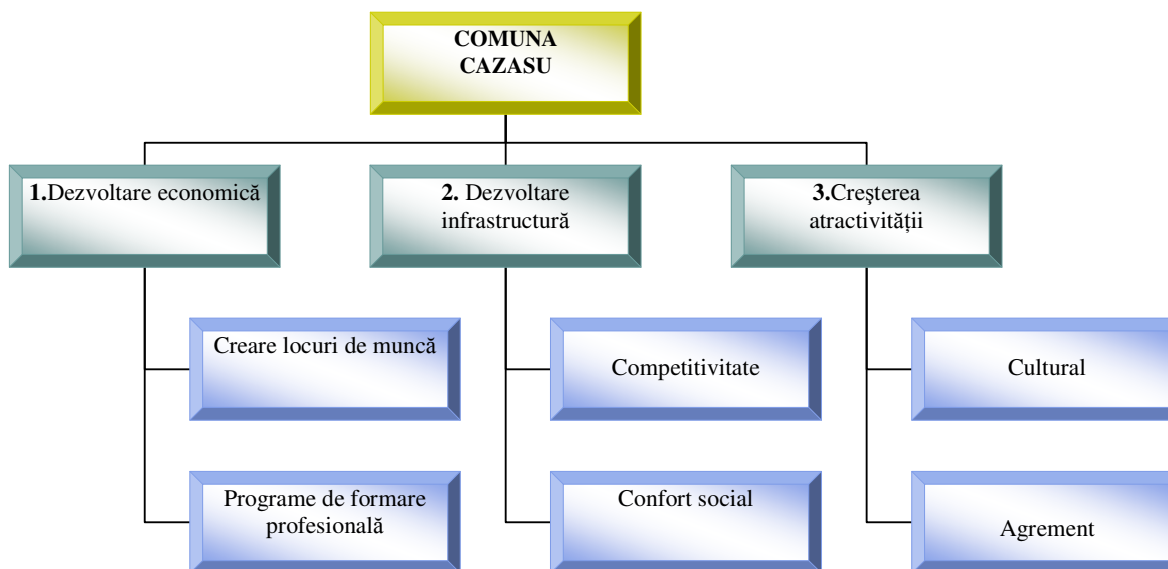 COMUNA
CAZASU
1.Dezvoltare economică
2. Dezvoltare
infrastructură
3.Creşterea
atractivităţii
Creare locuri de muncă
Competitivitate
Cultural
Programe de formare
profesională
Confort social
Agrement